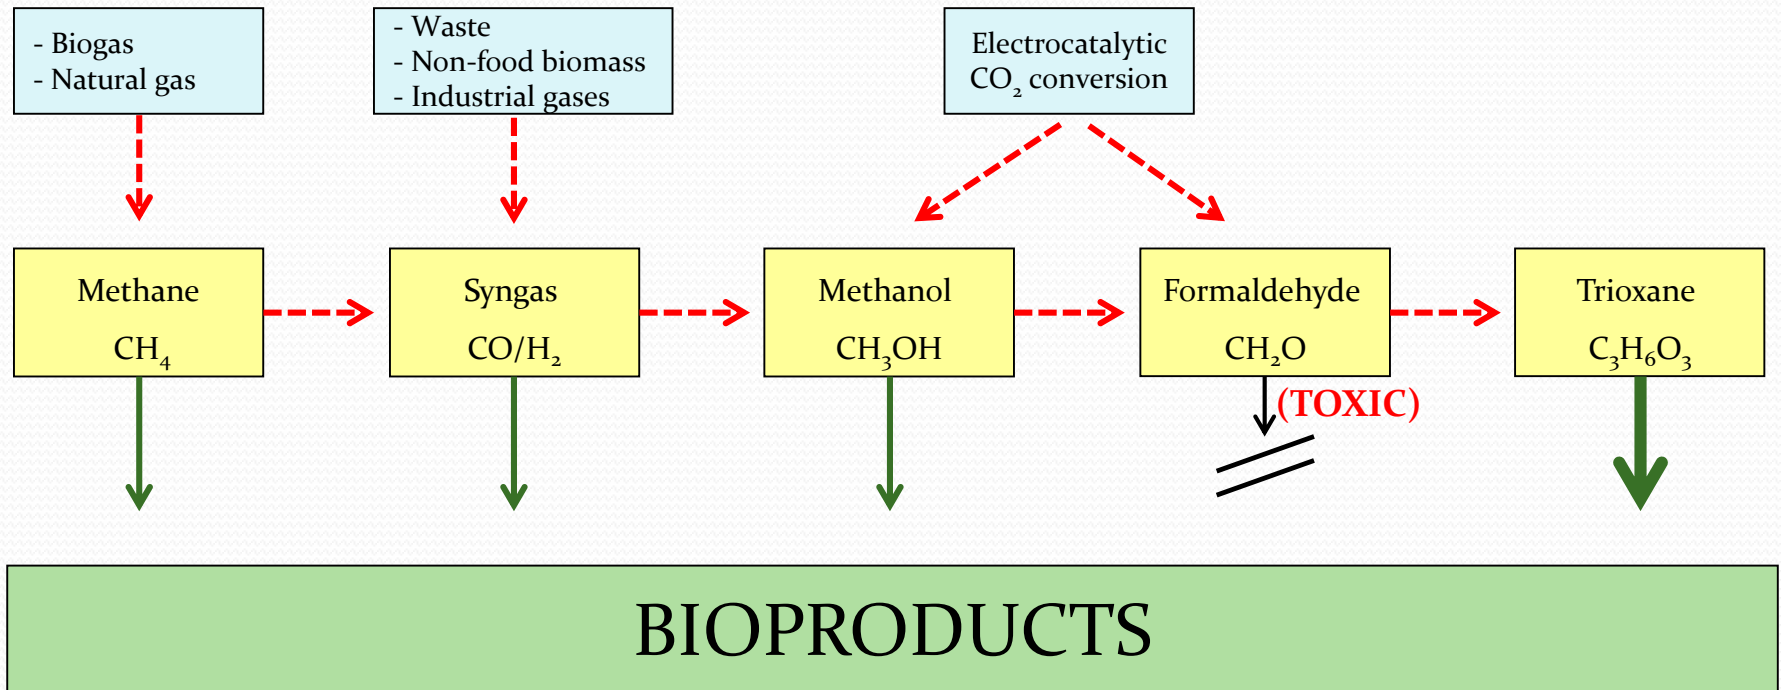 - Biogas
- Natural gas
- Waste
- Non-food biomass
- Industrial gases
Electrocatalytic
CO₂ conversion
Methane
CH₄
Syngas
CO/H₂
Methanol
CH₃OH
Formaldehyde
CH₂O
Trioxane
C₃H₆O₃
(TOXIC)
BIOPRODUCTS